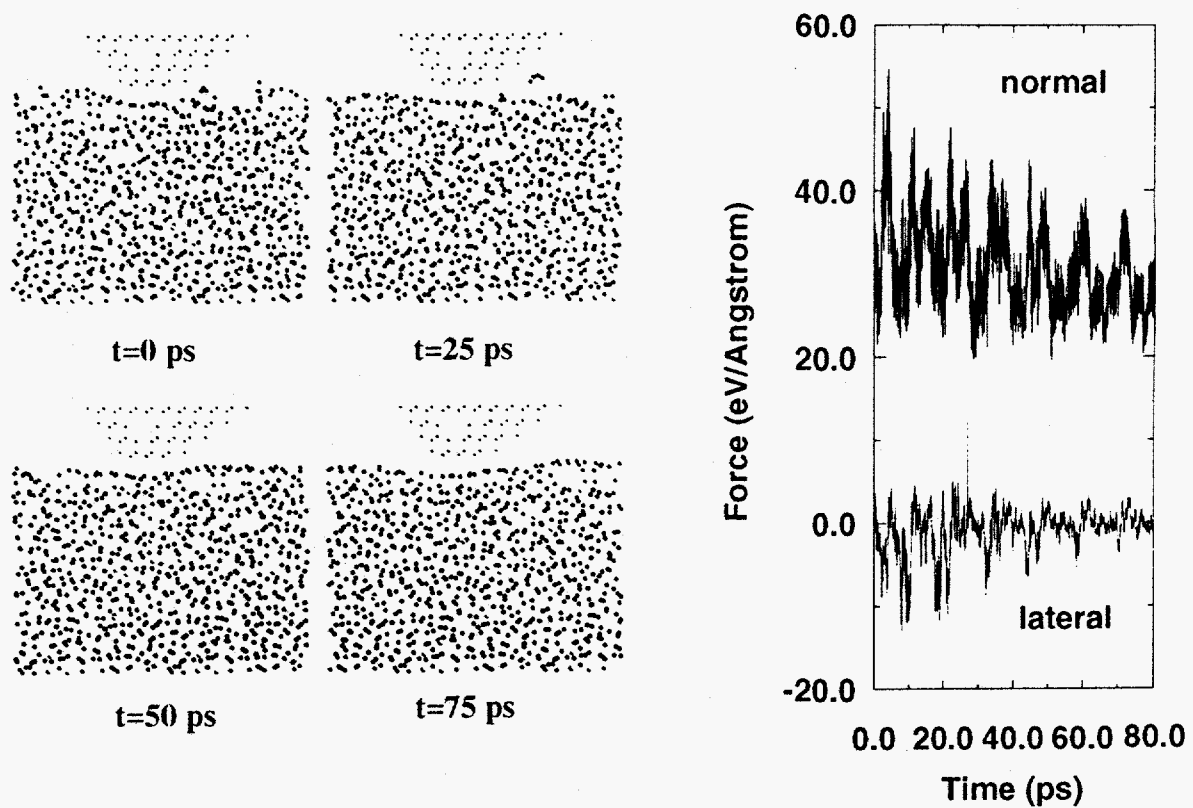 t=0 ps
t=25 ps
t=50 ps
t=75 ps
60.0
normal
40.0
Force (eV/Angstrom)
20.0
0.0
lateral
-20.0
0.0 20.0 40.0 60.0 80.0
Time (ps)